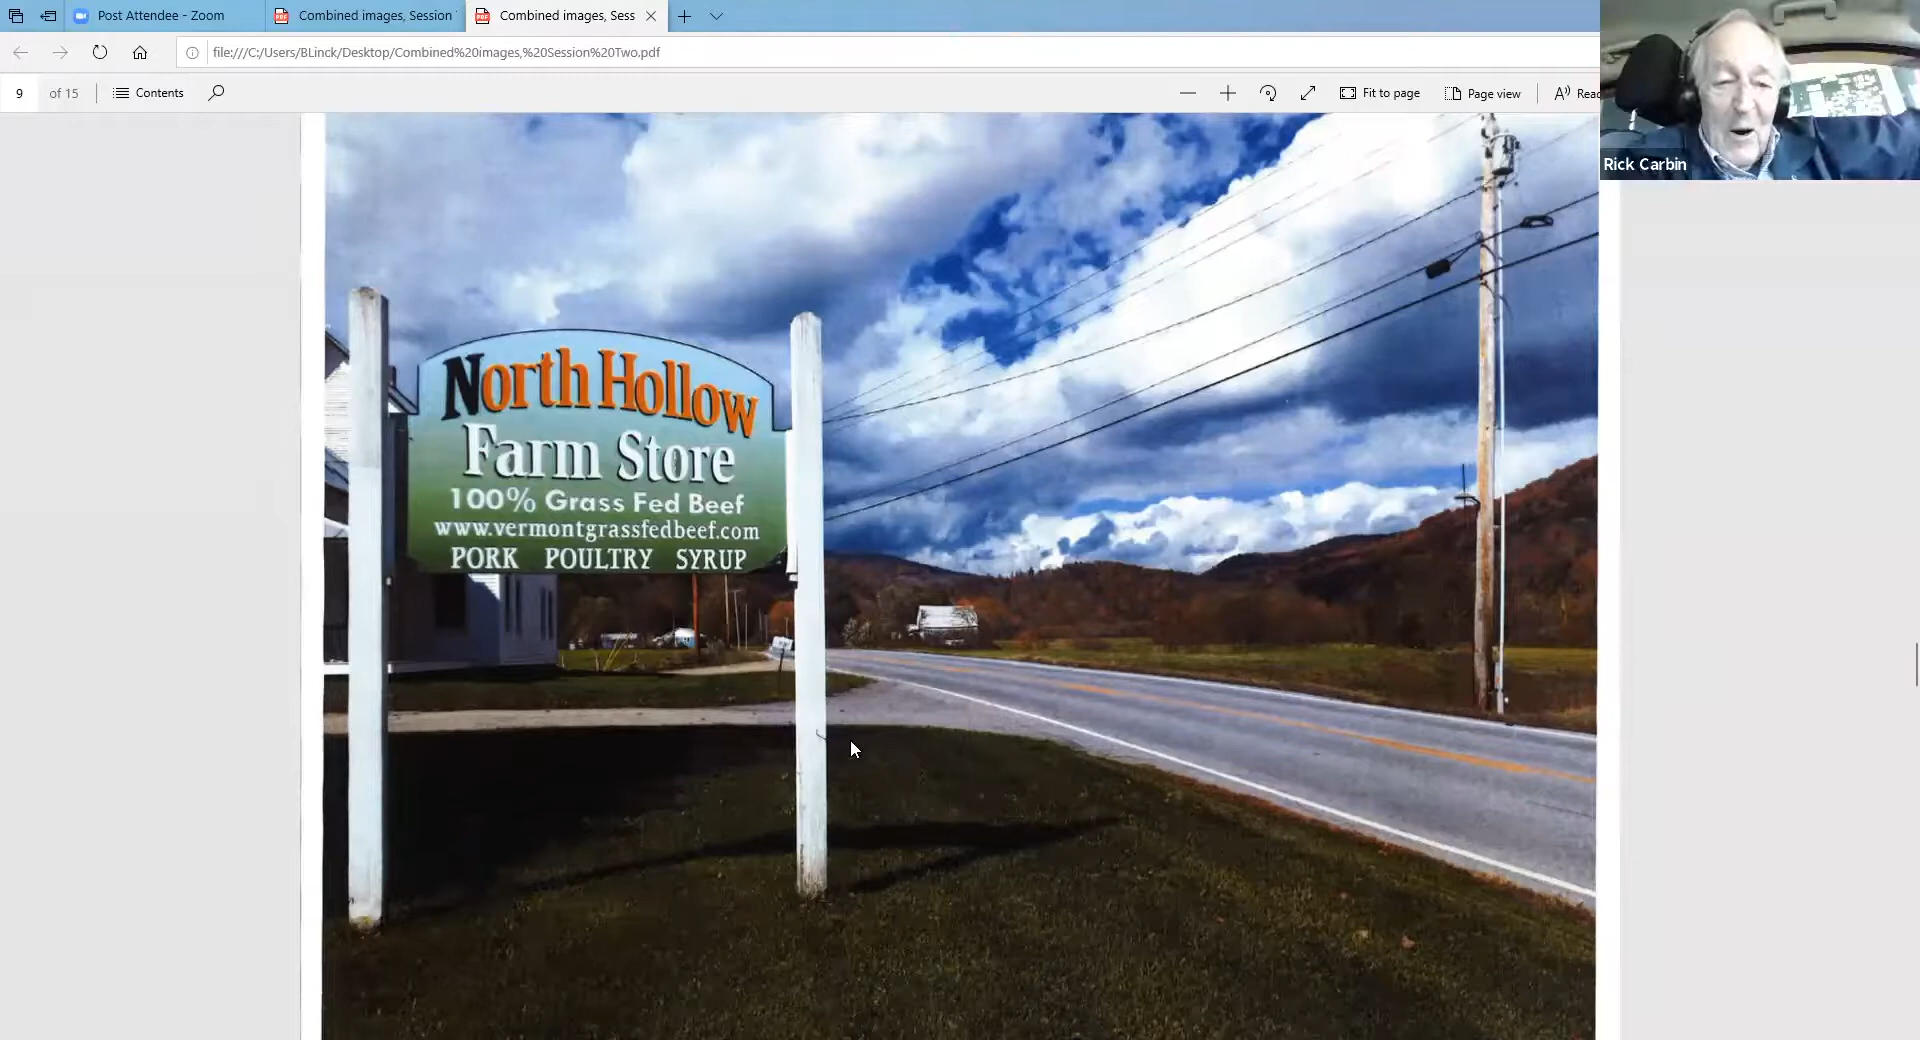 Post Attendee - Zoom
Combined images, Session
Combined images, Sess
file:///C:/Users/BLinck/Desktop/Combined%20images,%20Session%20Two.pdf
9 of 15
Contents
Fit to page
Page view
Read
Rick Carbin
North Hollow
Farm Store
100% Grass Fed Beef
www.vermontgrassfedbeef.com
PORK POULTRY SYRUP